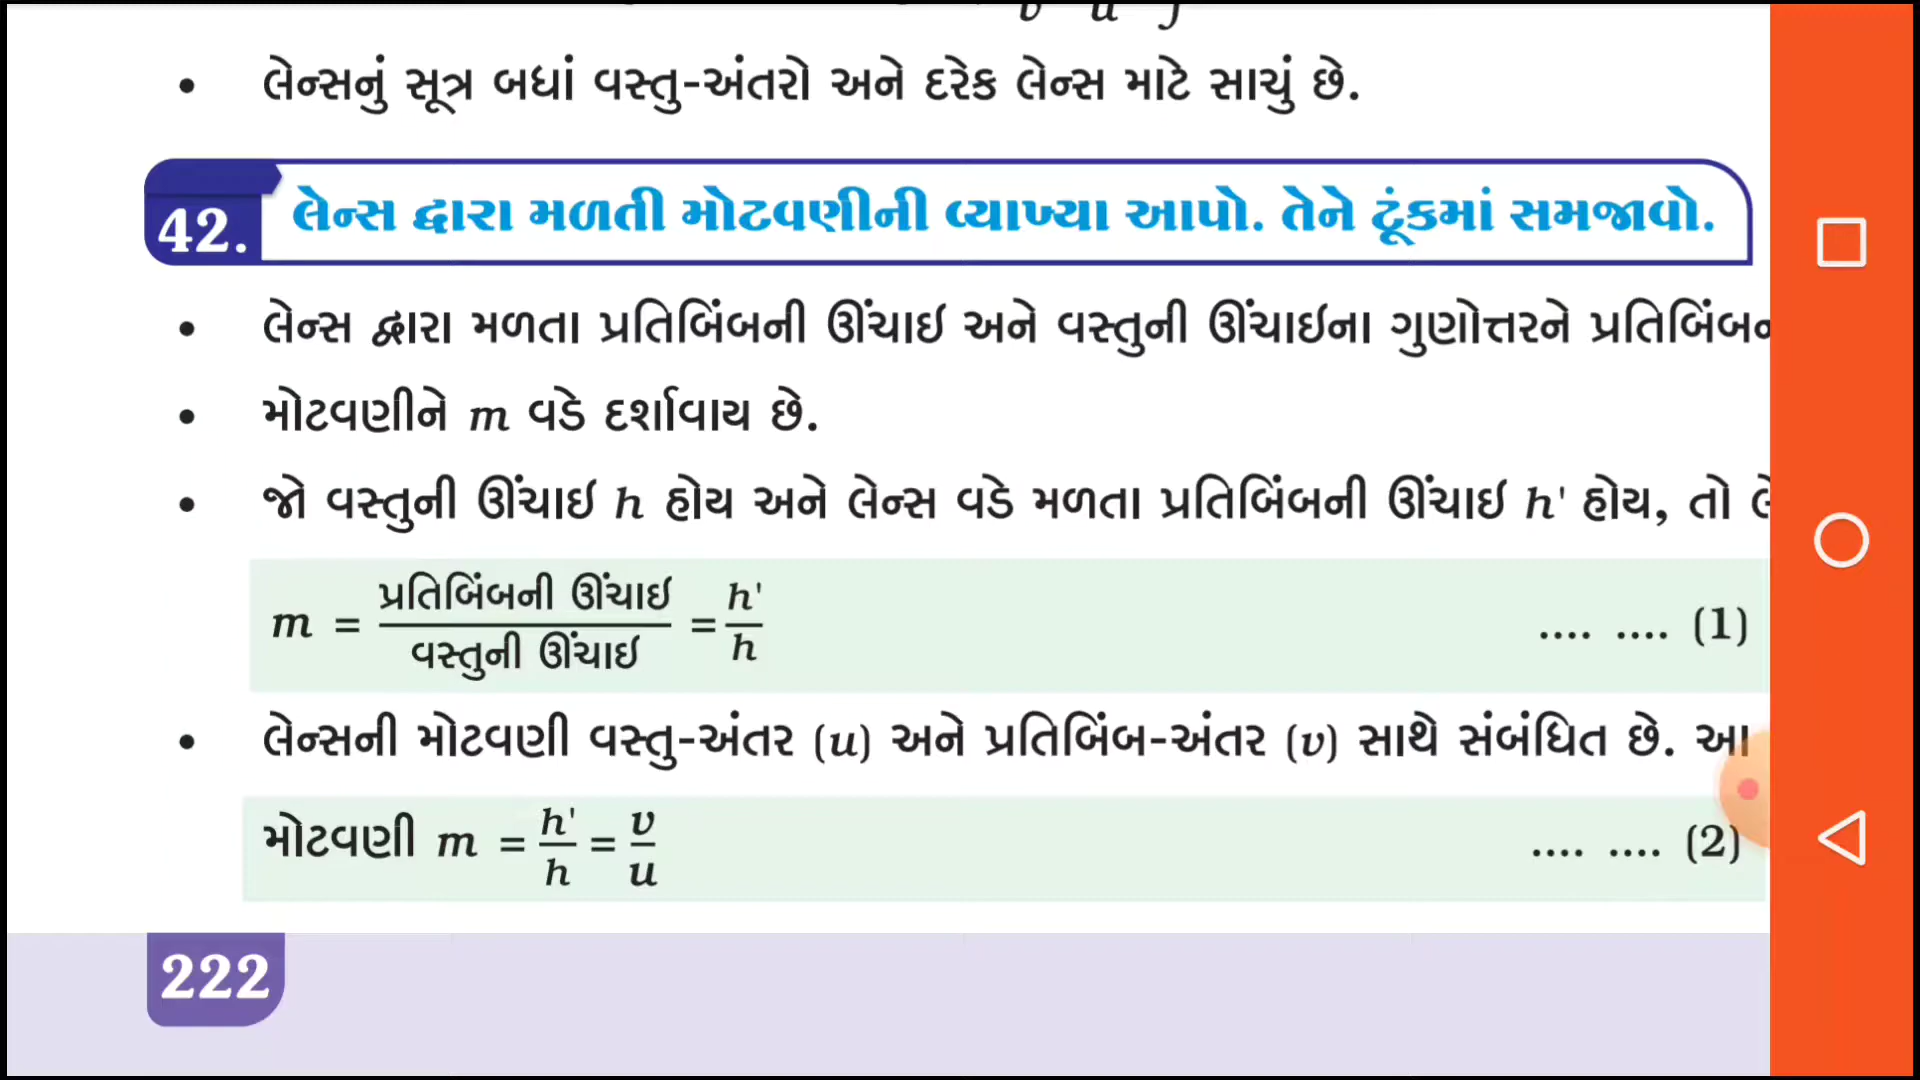 • લેન્સનું સૂત્ર બધાં વસ્તુ-અંતરો અને દરેક લેન્સ માટે સાચું છે.
42. લેન્સ દ્વારા મળતી મોટવણીની વ્યાખ્યા આપો. તેને ટૂંકમાં સમજાવો.
• લેન્સ દ્વારા મળતા પ્રતિબિંબની ઊંચાઈ અને વસ્તુની ઊંચાઈના ગુણોત્તરને
• મોટવણીને m વડે દર્શાવાય છે.
• જો વસ્તુની ઊંચાઈ h હોય અને લેન્સ વડે મળતા પ્રતિબિંબની ઊંચાઈ h' હોય, તો
m = પ્રતિબિંબની ઊંચાઈ / વસ્તુની ઊંચાઈ = h' / h .... .... (1)
• લેન્સની મોટવણી વસ્તુ-અંતર (u) અને પ્રતિબિંબ-અંતર (v) સાથે સંબંધિત છે. આ
મોટવણી m = h' / h = v / u .... .... (2)
222